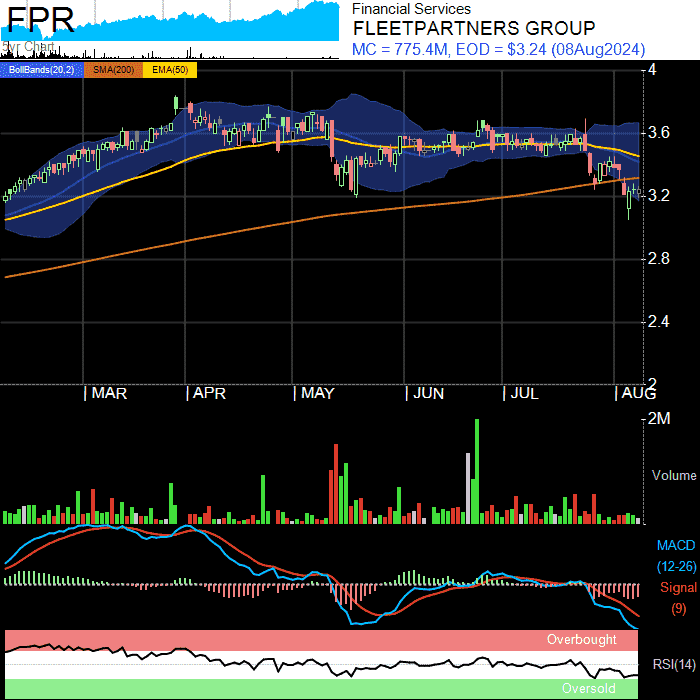 FPR
5yr Chart
Financial Services
FLEETPARTNERS GROUP
MC = 775.4M, EOD = $3.24 (08Aug2024)
BollBands(20,2) SMA(200) EMA(50)
4
3.6
3.2
2.8
2.4
2
| MAR | APR | MAY | JUN | JUL | AUG
2M
Volume
MACD
(12-26)
Signal
(9)
Overbought
RSI(14)
Oversold